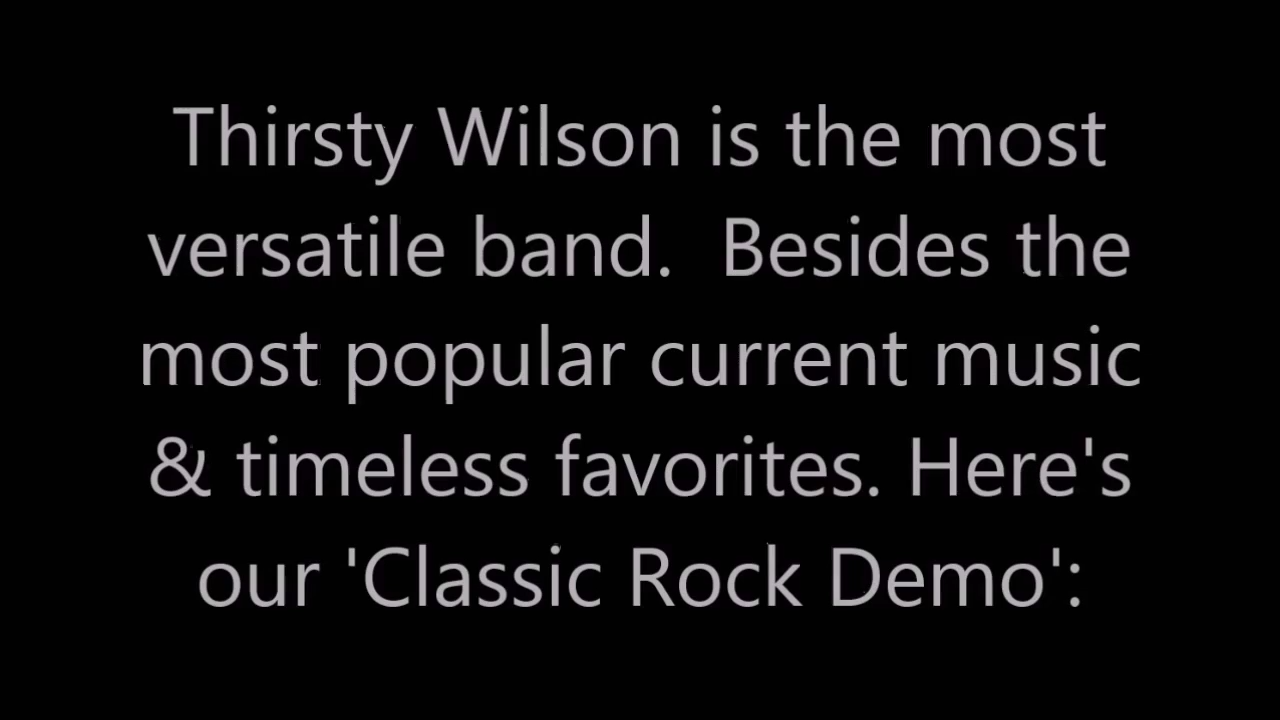 Thirsty Wilson is the most
versatile band.  Besides the
most popular current music
& timeless favorites. Here's
our 'Classic Rock Demo':